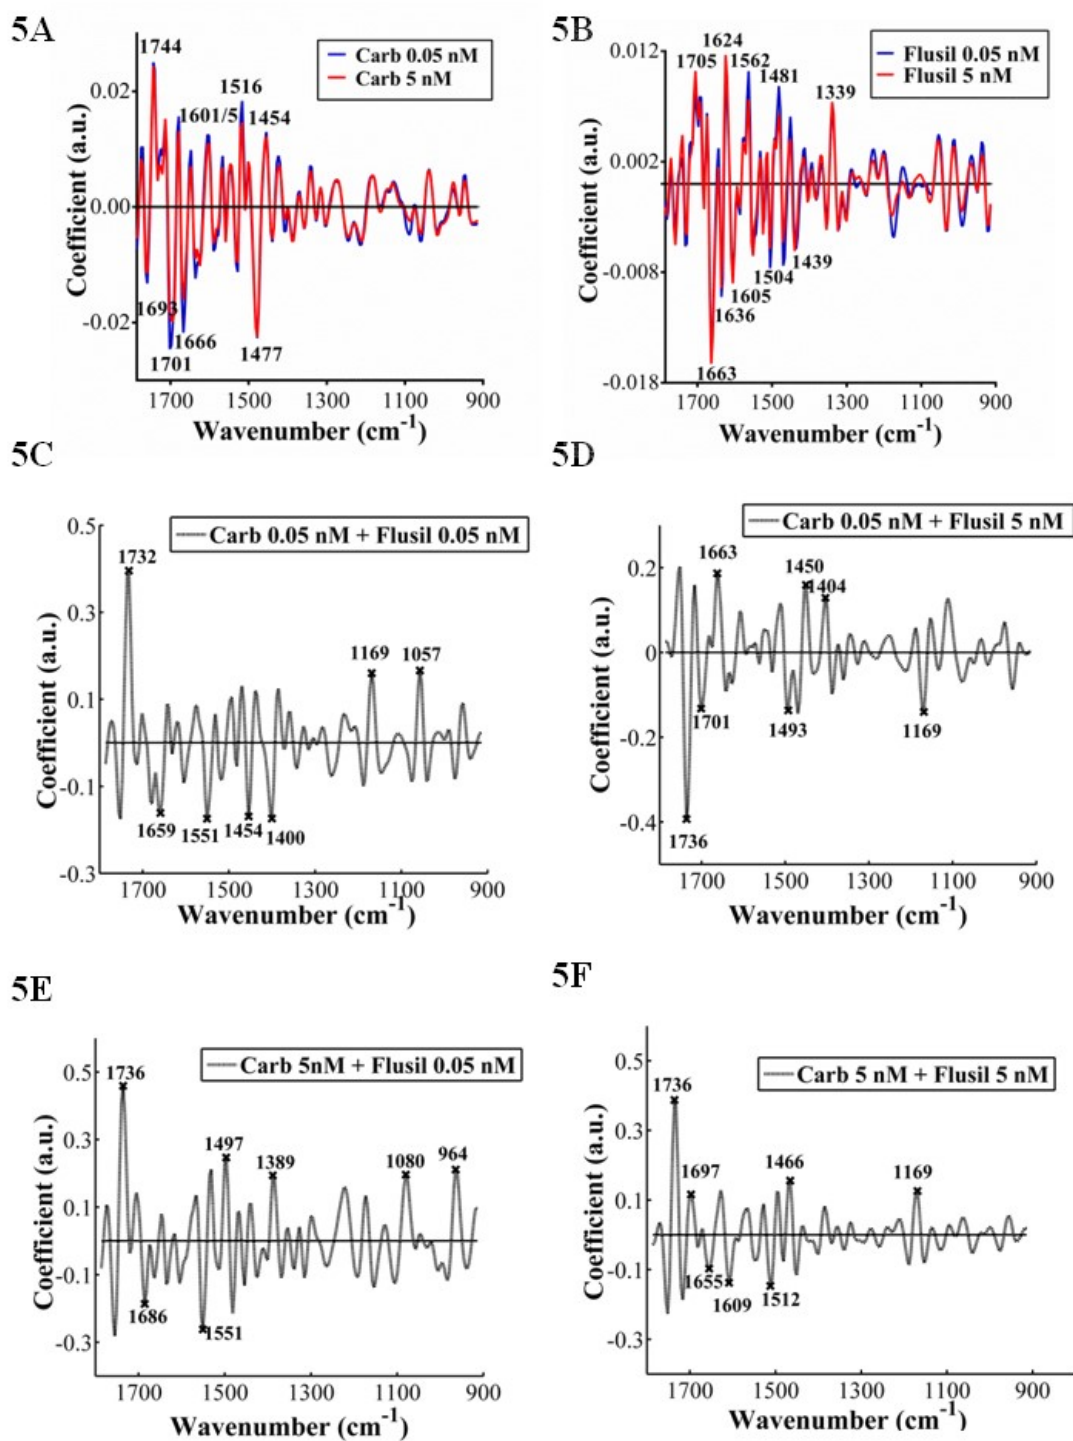 5A
1744
Carb 0.05 nM
Carb 5 nM
0.02
1516
1601/5
1454
0.00
Coefficient (a.u.)
-0.02
1693
1666
1701
1477
1700 1500 1300 1100 900
Wavenumber (cm-1)
5B
0.012
1624
1705
1562
1481
Flusil 0.05 nM
Flusil 5 nM
1339
0.002
Coefficient (a.u.)
-0.008
1439
1504
1605
1636
1663
-0.018
1700 1500 1300 1100 900
Wavenumber (cm-1)
5C
Carb 0.05 nM + Flusil 0.05 nM
0.5
1732
0.3
1169
1057
0.1
Coefficient (a.u.)
-0.1
1659
1551
1454
1400
-0.3
1700 1500 1300 1100 900
Wavenumber (cm-1)
5D
Carb 0.05 nM + Flusil 5 nM
1663
1450
1404
0.2
0
Coefficient (a.u.)
1701
1493
1169
-0.2
-0.4
1736
1700 1500 1300 1100 900
Wavenumber (cm-1)
5E
Carb 5nM + Flusil 0.05 nM
1736
0.5
1497
1389
1080
964
0.3
0.1
Coefficient (a.u.)
-0.1
1686
1551
-0.3
1700 1500 1300 1100 900
Wavenumber (cm-1)
5F
Carb 5 nM + Flusil 5 nM
0.5
1736
0.3
1697
1466
1169
0.1
Coefficient (a.u.)
-0.1
1655
1609
1512
-0.3
1700 1500 1300 1100 900
Wavenumber (cm-1)